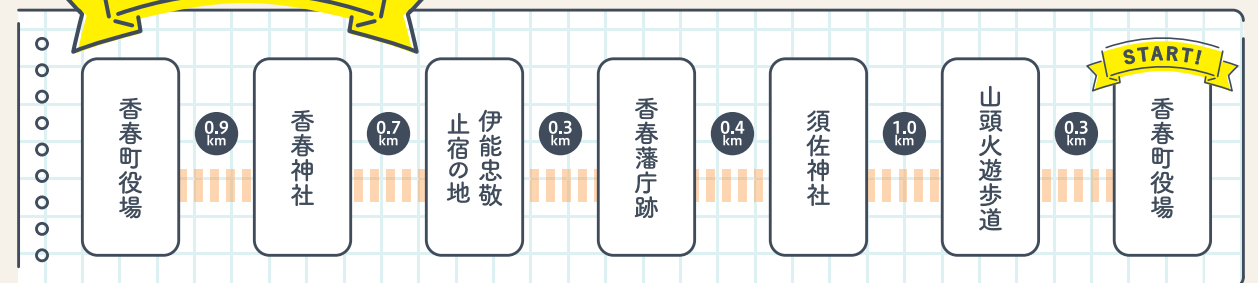 START!
香春町役場
0.3
km
山頭火遊歩道
1.0
km
須佐神社
0.4
km
香春藩庁跡
0.3
km
伊能忠敬
止宿の地
0.7
km
香春神社
0.9
km
香春町役場